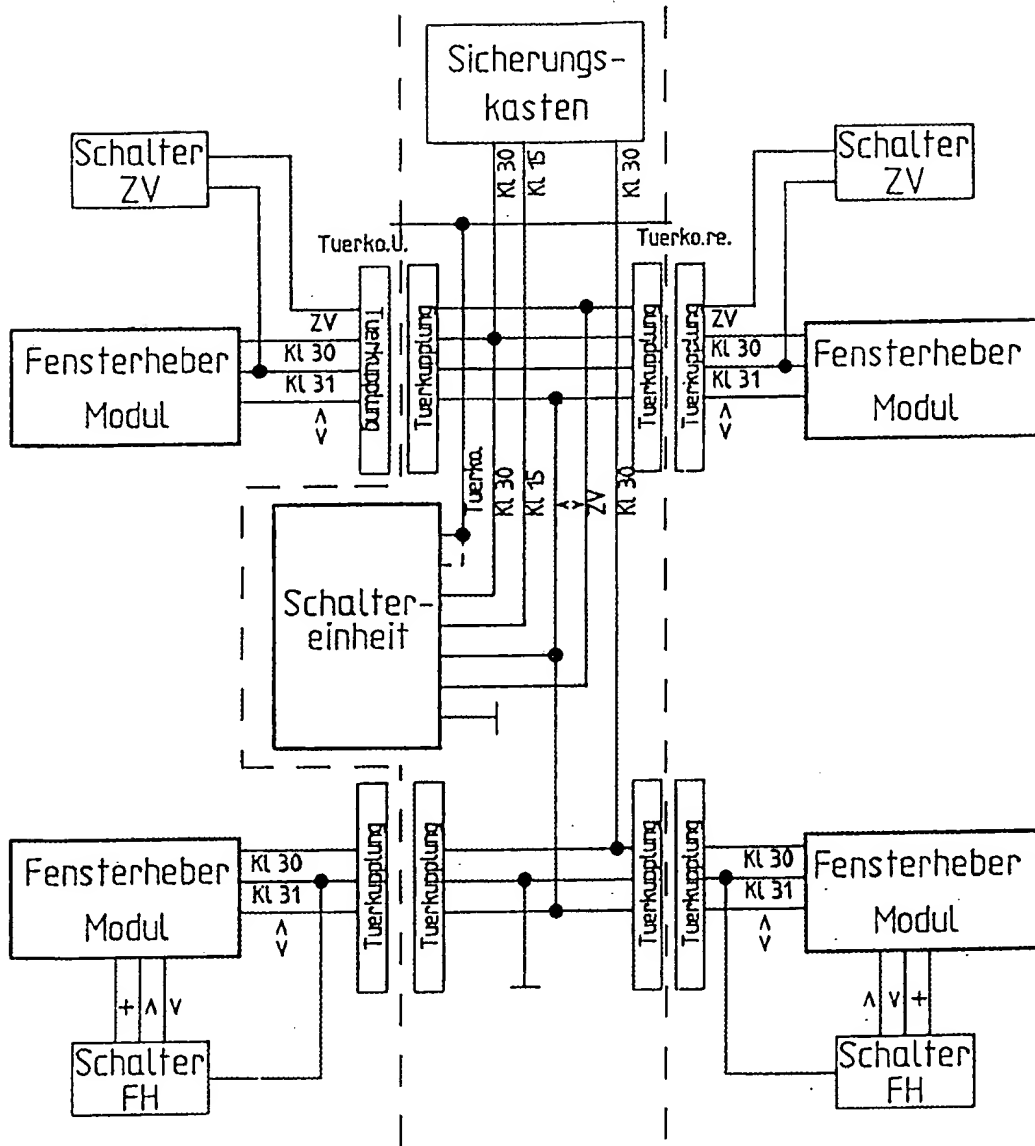 Sicherungs-
kasten
Schalter
ZV
Schalter
ZV
Kl 30
Kl 15
Kl 30
Tuerko.li.
Tuerko.re.
Tuerkupplung
Tuerkupplung
Tuerkupplung
Tuerkupplung
Fensterheber
Modul
ZV
Kl 30
Kl 31
<>
ZV
Kl 30
Kl 31
<>
Fensterheber
Modul
Tuerko.
Kl 30
Kl 15
<>
ZV
Kl 30
Schalter-
einheit
Fensterheber
Modul
Kl 30
Kl 31
<>
Tuerkupplung
Tuerkupplung
Tuerkupplung
Tuerkupplung
Kl 30
Kl 31
<>
Fensterheber
Modul
+ < >
< > +
Schalter
FH
Schalter
FH